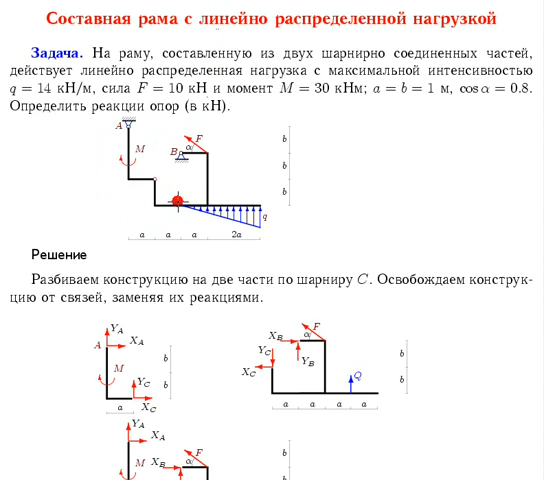 Составная рама с линейно распределенной нагрузкой
Задача. На раму, составленную из двух шарнирно соединенных частей,
действует линейно распределенная нагрузка с максимальной интенсивностью
q = 14 кН/м, сила F = 10 кН и момент M = 30 кНм; a = b = 1 м, cos α = 0.8.
Определить реакции опор (в кН).
A
M
B
α
F
b
b
b
q
a a a 2a
Решение
Разбиваем конструкцию на две части по шарниру C. Освобождаем конструк-
цию от связей, заменяя их реакциями.
Y_A
A X_A
M
b
Y_C
b
a X_C
F
X_B α
Y_C
Y_B
b
X_C
Q
b
a a a a
Y_A
X_A
M X_B
α
F
b
b